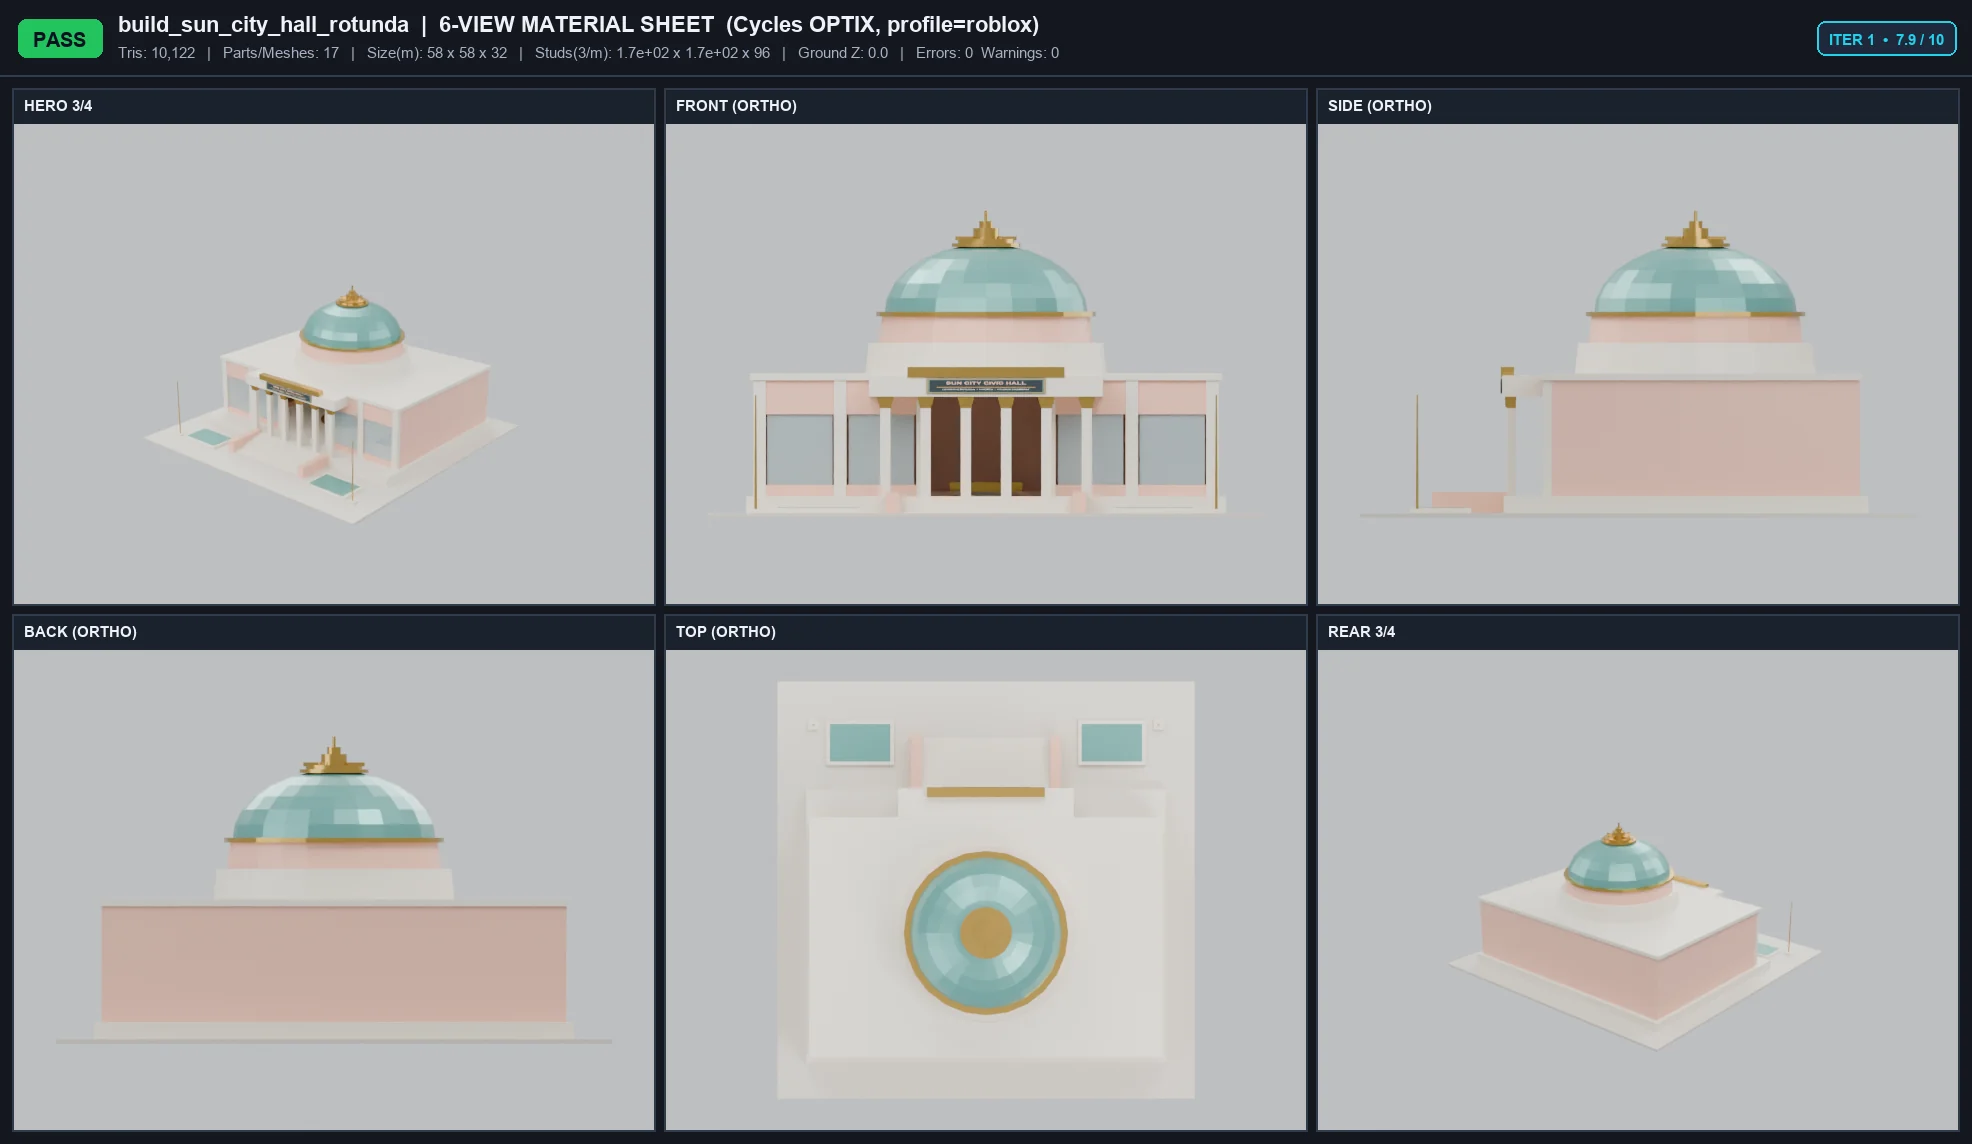 PASS
build_sun_city_hall_rotunda | 6-VIEW MATERIAL SHEET (Cycles OPTIX, profile=roblox)
Tris: 10,122 | Parts/Meshes: 17 | Size(m): 58 x 58 x 32 | Studs(3/m): 1.7e+02 x 1.7e+02 x 96 | Ground Z: 0.0 | Errors: 0 Warnings: 0
ITER 1 • 7.9 / 10
HERO 3/4
FRONT (ORTHO)
SIDE (ORTHO)
SUN CITY CIVIC HALL
BACK (ORTHO)
TOP (ORTHO)
REAR 3/4